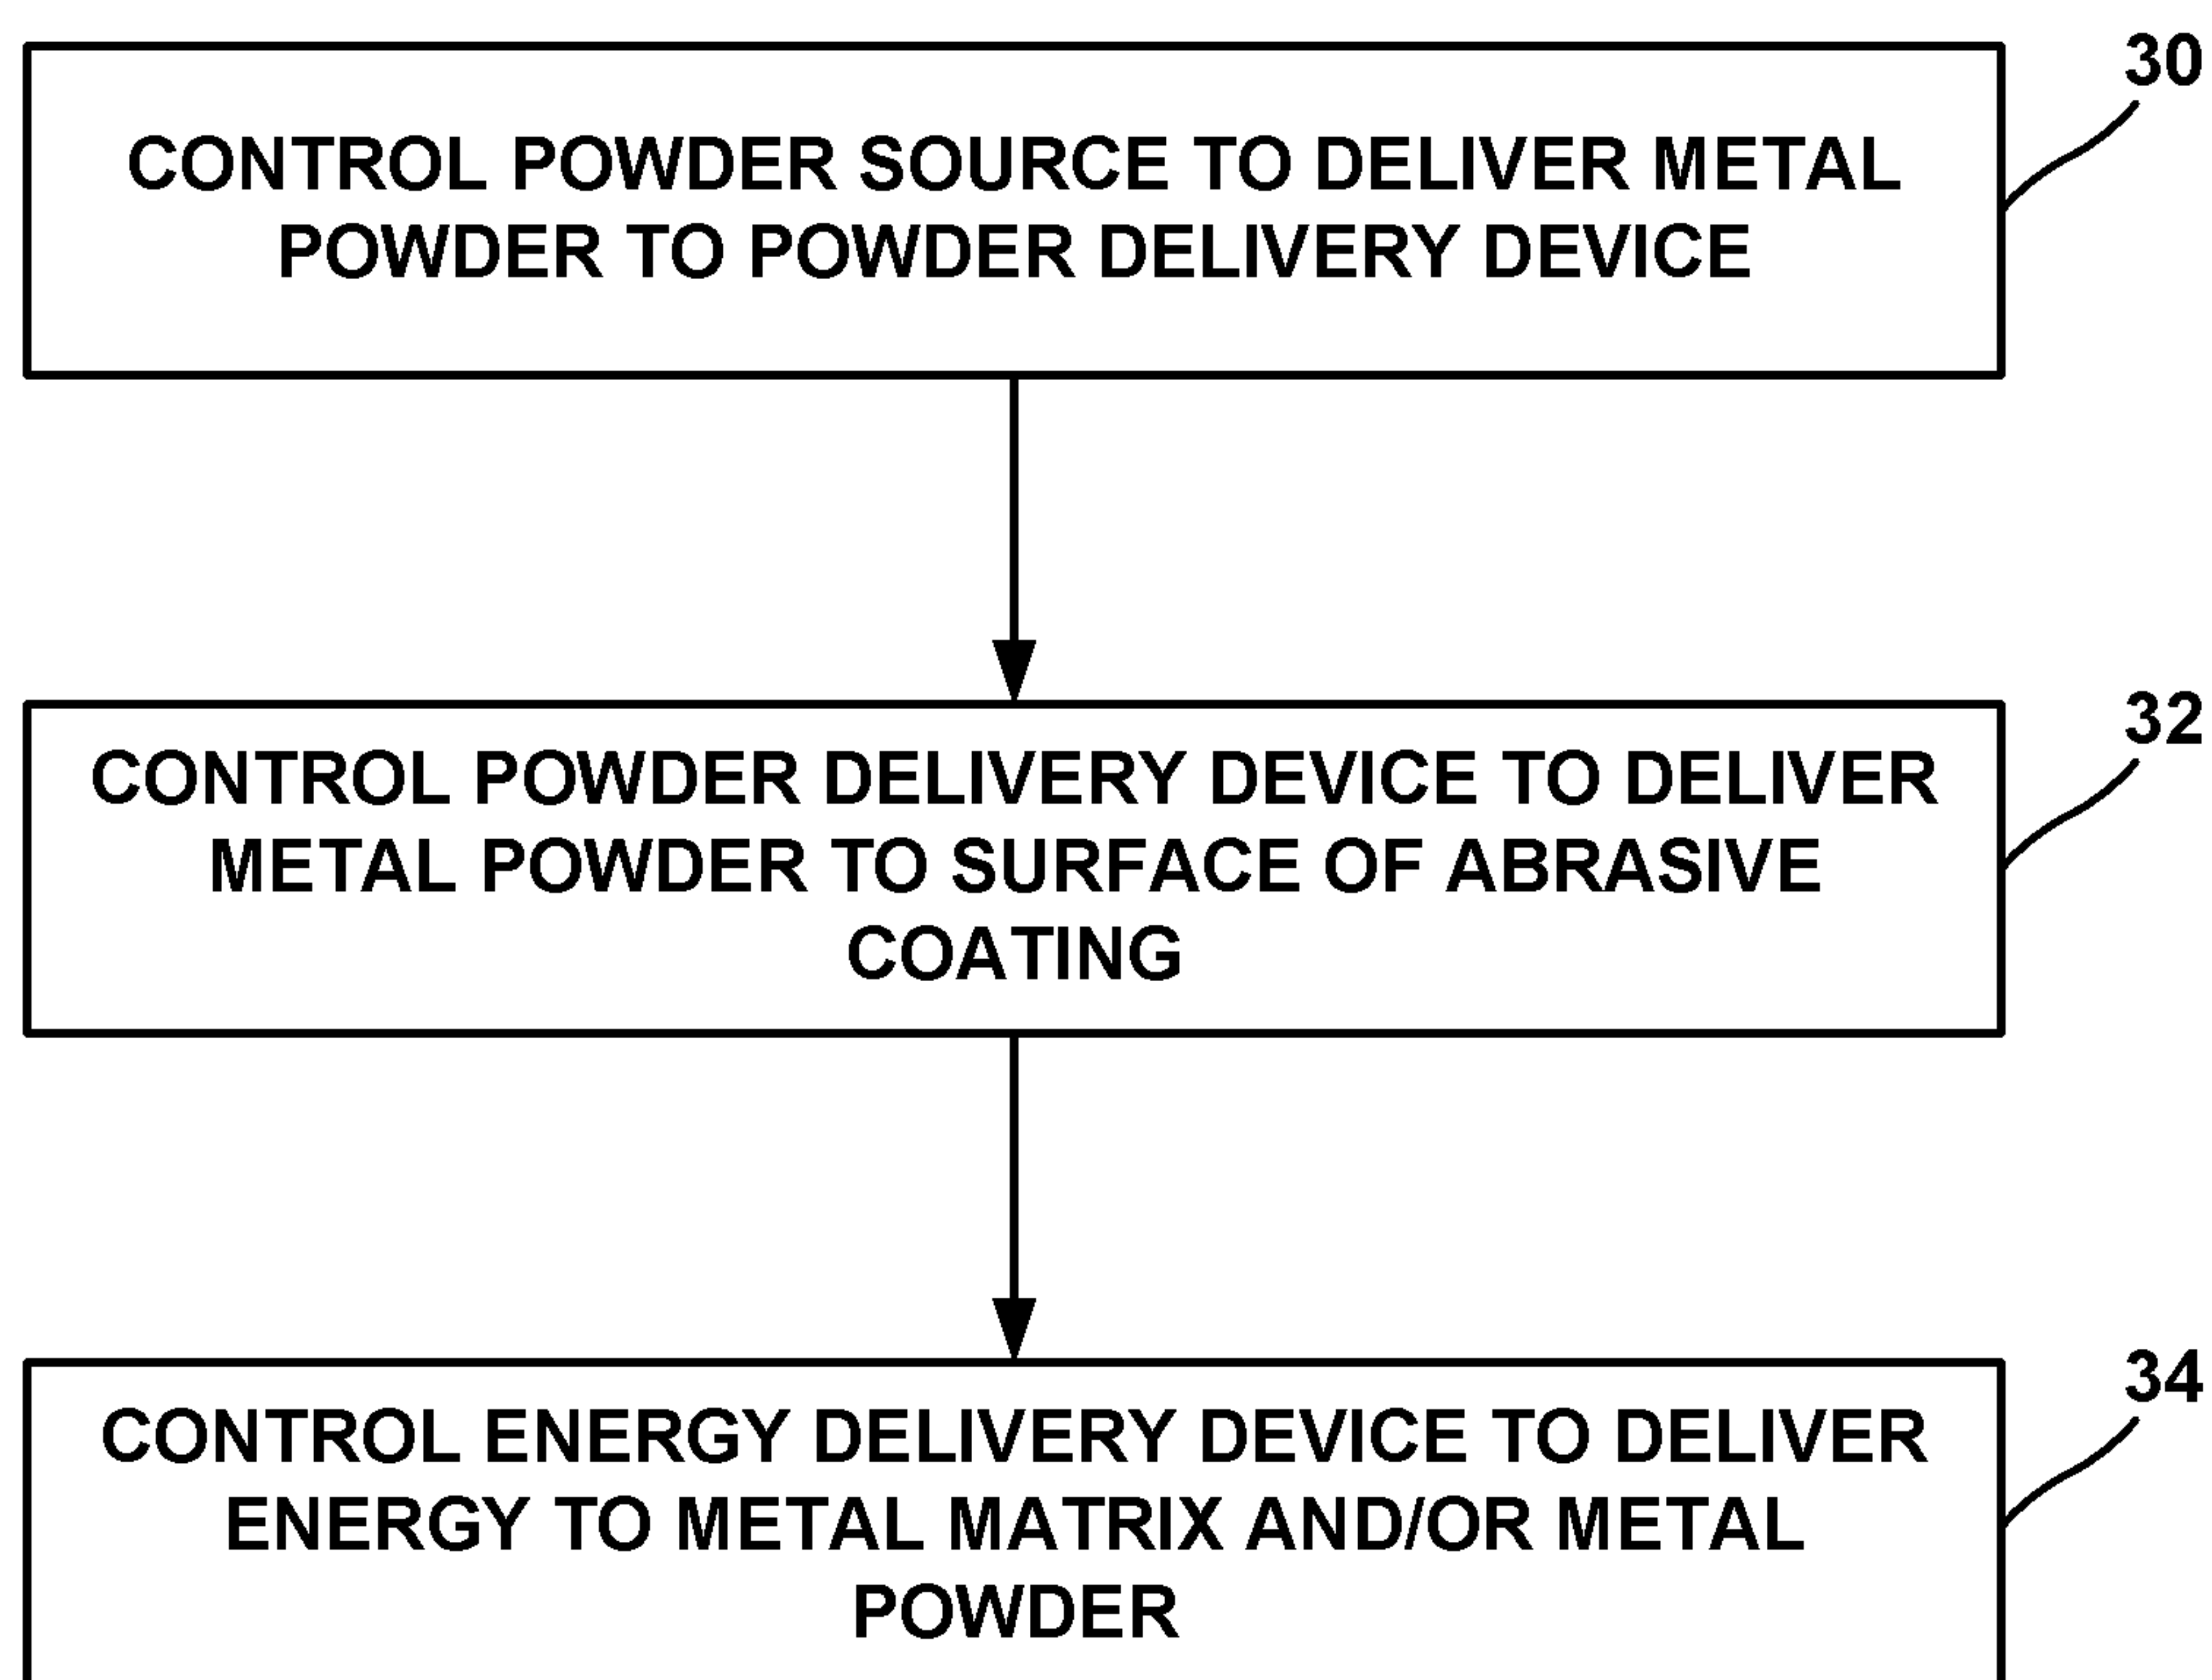 30
CONTROL POWDER SOURCE TO DELIVER METAL
POWDER TO POWDER DELIVERY DEVICE
32
CONTROL POWDER DELIVERY DEVICE TO DELIVER
METAL POWDER TO SURFACE OF ABRASIVE
COATING
34
CONTROL ENERGY DELIVERY DEVICE TO DELIVER
ENERGY TO METAL MATRIX AND/OR METAL
POWDER